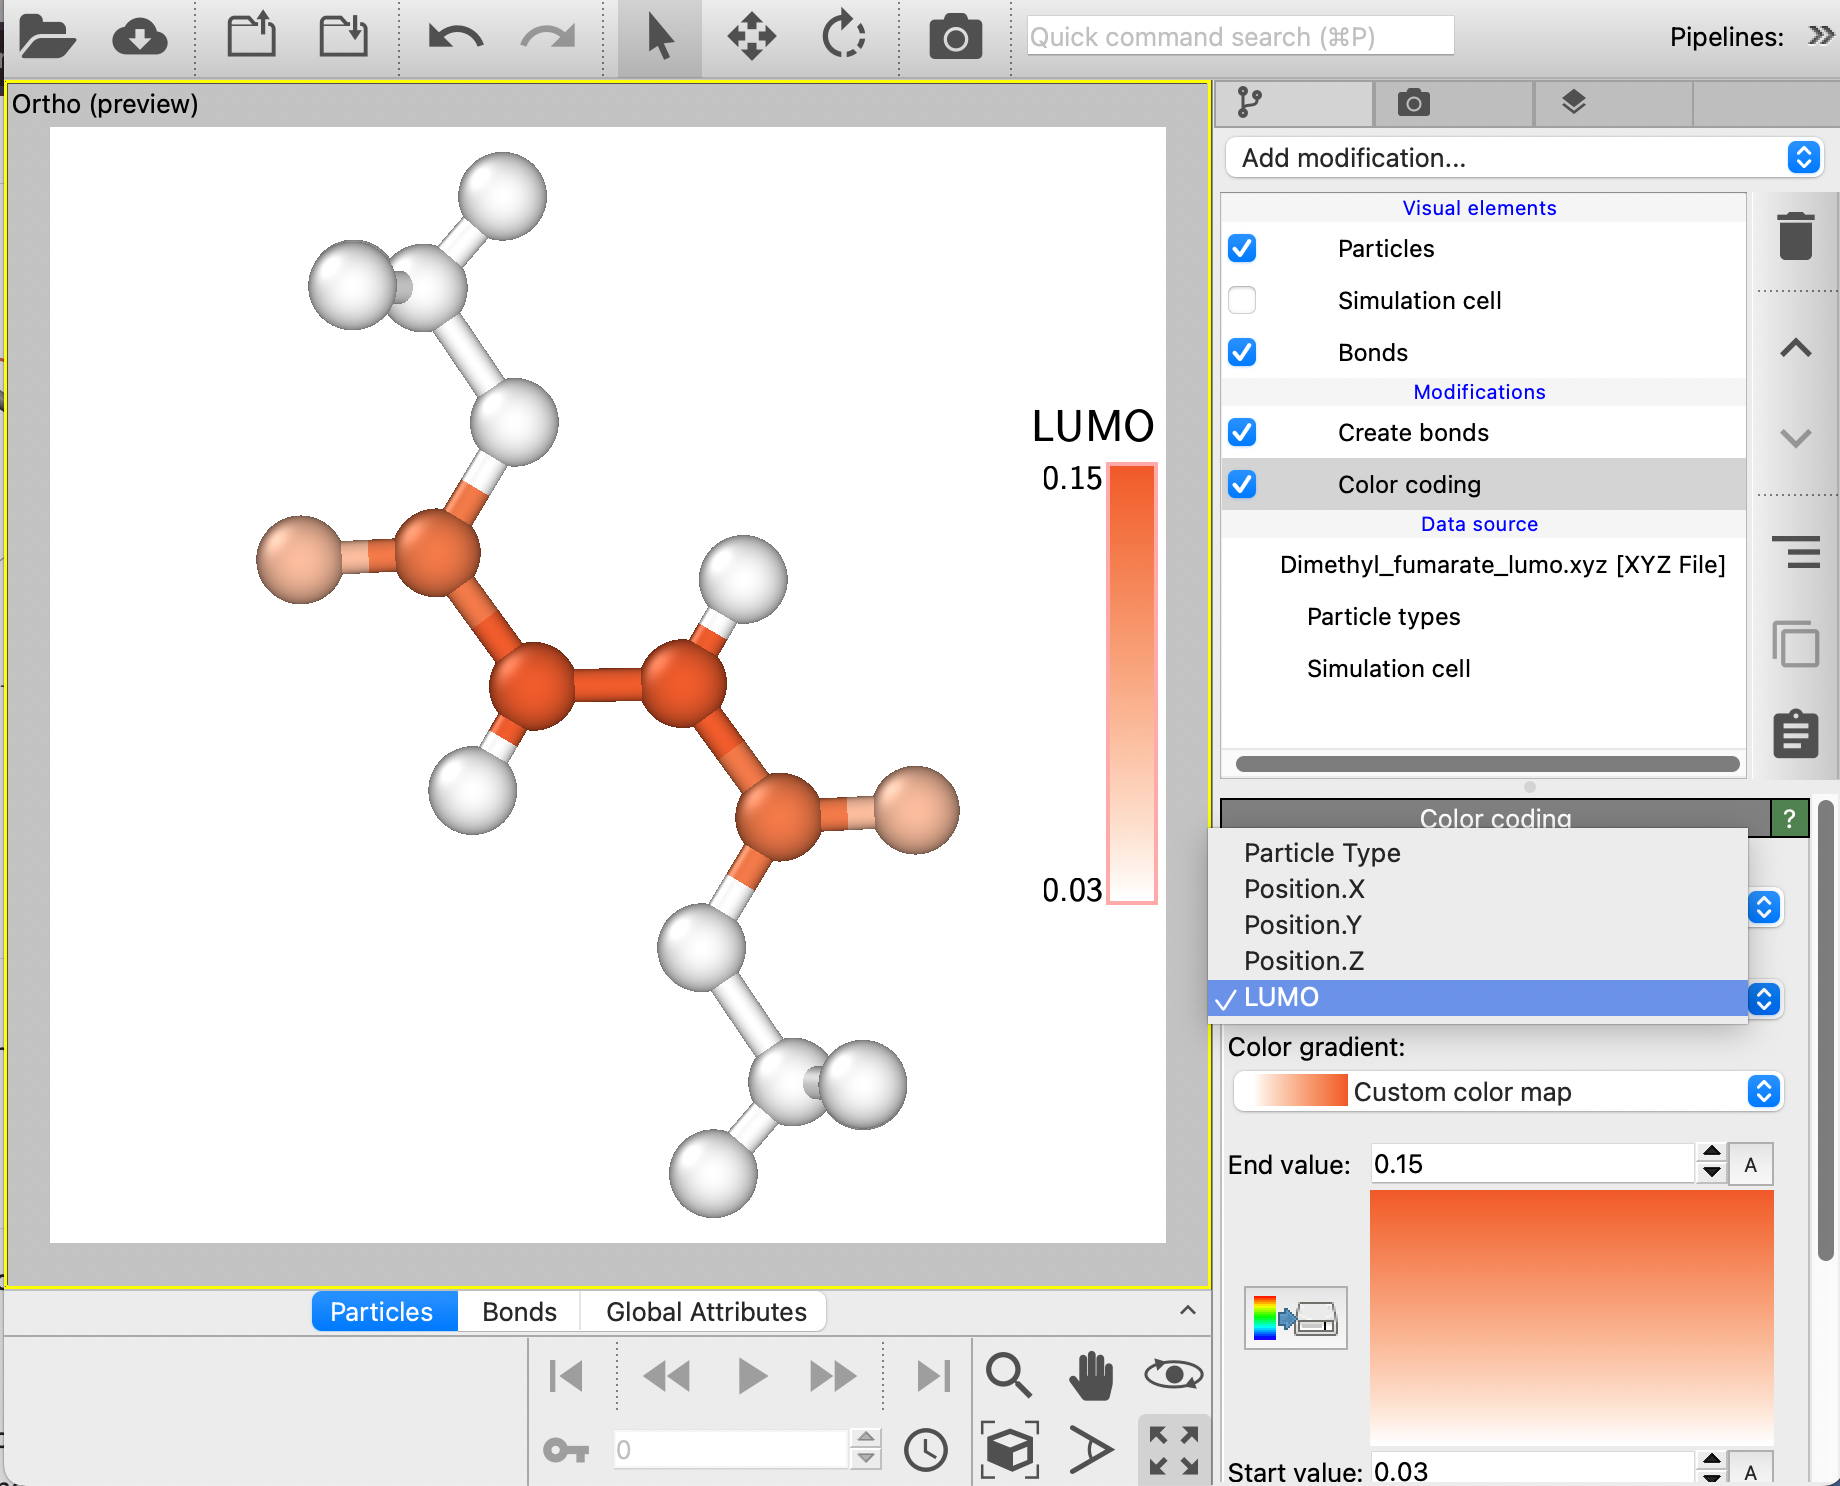 Quick command search (⌘P)
Pipelines:
Ortho (preview)
LUMO
0.15
0.03
Add modification...
Visual elements
Particles
Simulation cell
Bonds
Modifications
Create bonds
Color coding
Data source
Dimethyl_fumarate_lumo.xyz [XYZ File]
Particle types
Simulation cell
Color coding
?
Particle Type
Position.X
Position.Y
Position.Z
✓ LUMO
Color gradient:
Custom color map
End value: 0.15 A
Start value: 0.03 A
Particles Bonds Global Attributes
0